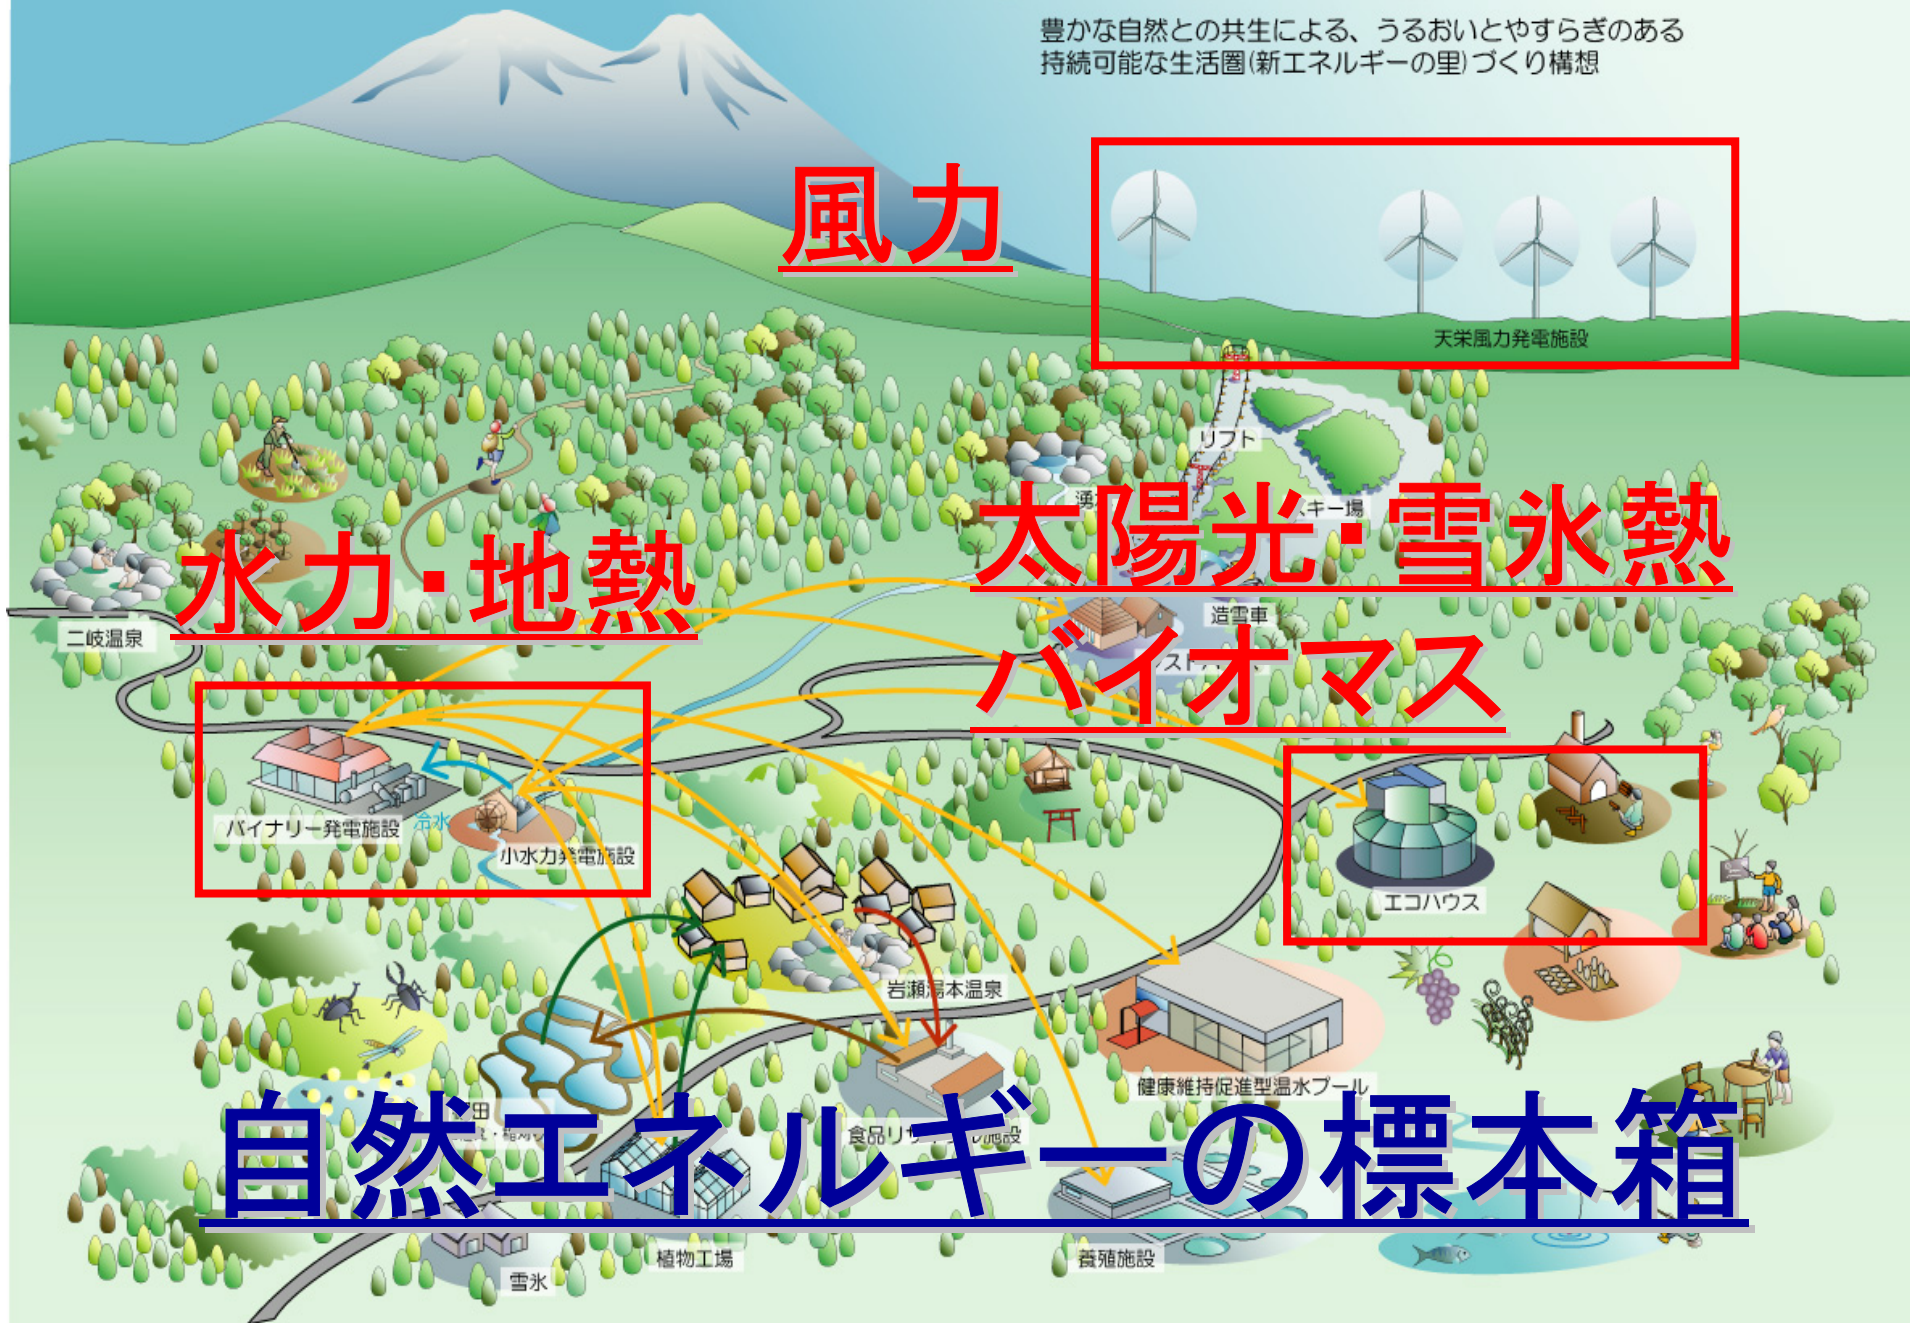 豊かな自然との共生による、うるおいとやすらぎのある
持続可能な生活圏(新エネルギーの里)づくり構想
風力
天栄風力発電施設
リフト
太陽光・雪氷熱
水力・地熱
造雪車
二岐温泉
バイオマス
冷水
バイナリー発電施設
小水力発電施設
エコハウス
岩瀬湯本温泉
健康維持促進型温水プール
自然エネルギーの標本箱
植物工場
養殖施設
雪氷